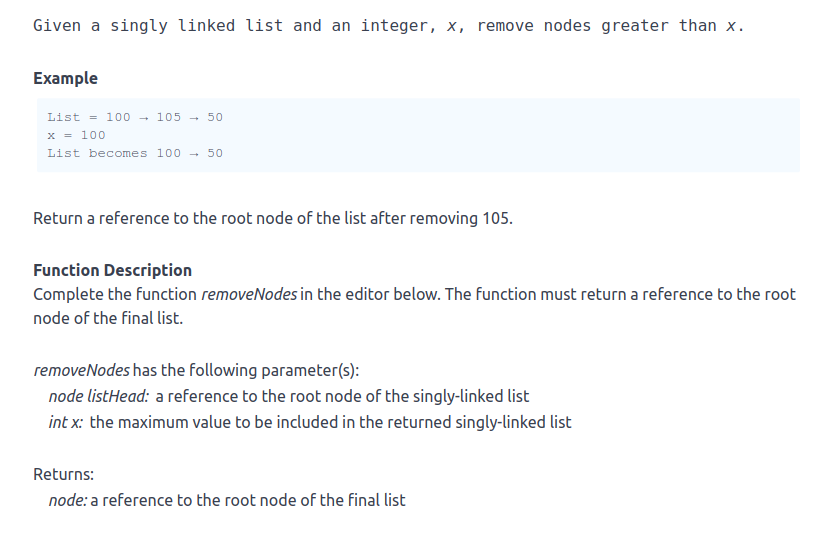 Given a singly linked list and an integer, x, remove nodes greater than x.
Example
List = 100 → 105 → 50
x = 100
List becomes 100 → 50
Return a reference to the root node of the list after removing 105.
Function Description
Complete the function removeNodes in the editor below. The function must return a reference to the root
node of the final list.
removeNodes has the following parameter(s):
node listHead: a reference to the root node of the singly-linked list
int x: the maximum value to be included in the returned singly-linked list
Returns:
node: a reference to the root node of the final list